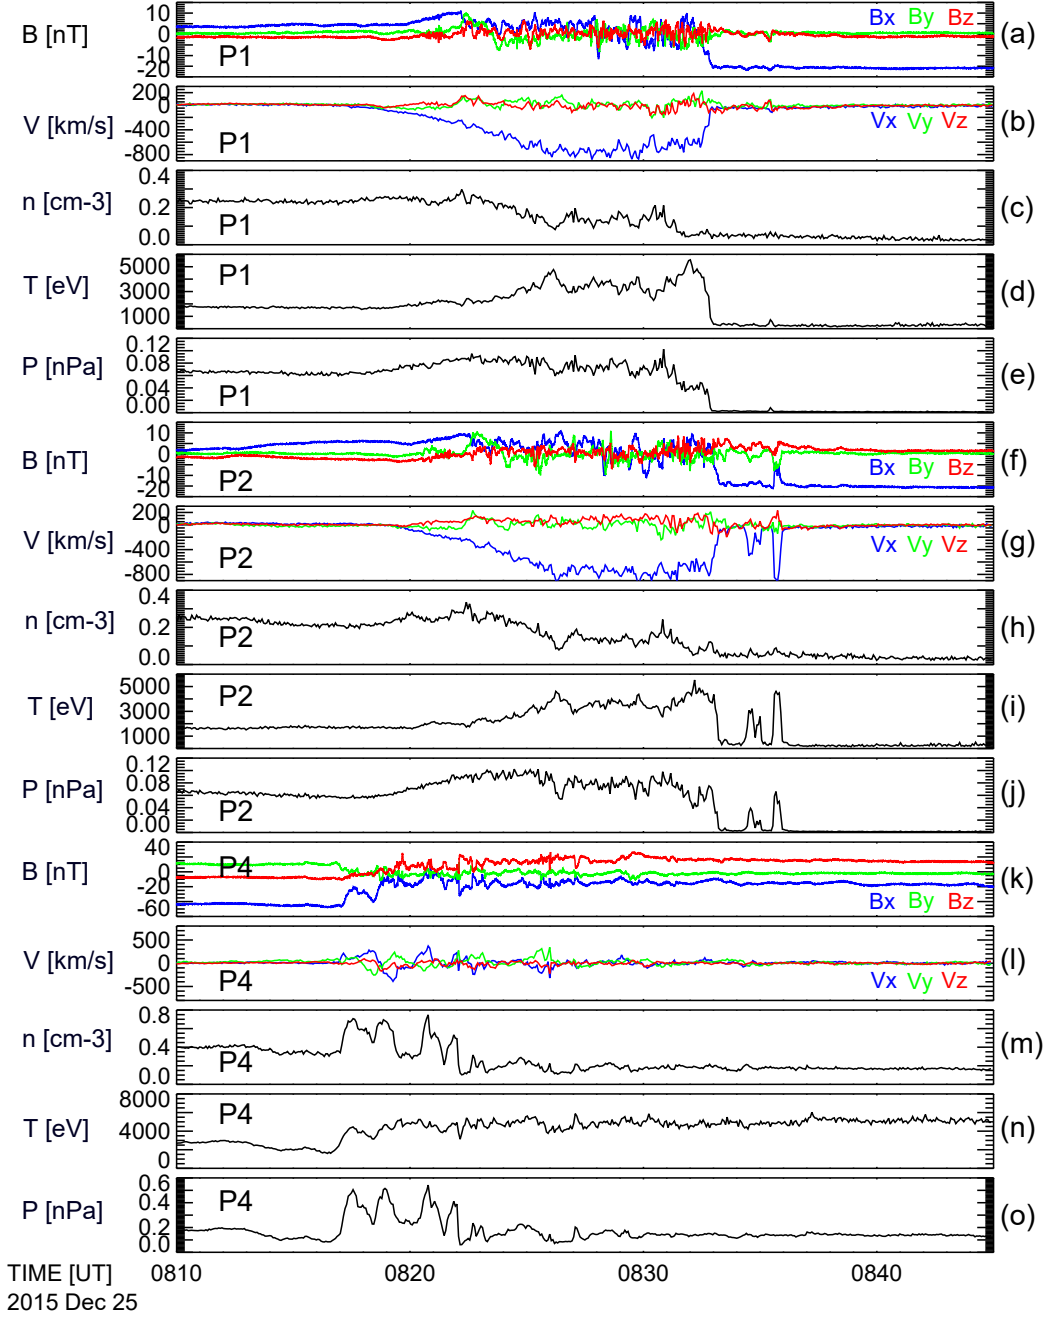 10
0
-10
-20
B [nT]
P1
Bx By Bz
(a)
200
0
-400
-800
V [km/s]
P1
Vx Vy Vz
(b)
0.4
0.2
0.0
n [cm-3]
P1
(c)
5000
3000
1000
T [eV]
P1
(d)
0.12
0.08
0.04
0.00
P [nPa]
P1
(e)
10
0
-10
-20
B [nT]
P2
Bx By Bz
(f)
200
0
-400
-800
V [km/s]
P2
Vx Vy Vz
(g)
0.4
0.2
0.0
n [cm-3]
P2
(h)
5000
3000
1000
T [eV]
P2
(i)
0.12
0.08
0.04
0.00
P [nPa]
P2
(j)
40
0
-20
-60
B [nT]
P4
Bx By Bz
(k)
500
0
-500
V [km/s]
P4
Vx Vy Vz
(l)
0.8
0.4
0.0
n [cm-3]
P4
(m)
8000
4000
0
T [eV]
P4
(n)
0.6
0.4
0.2
0.0
P [nPa]
P4
(o)
TIME [UT] 0810 0820 0830 0840
2015 Dec 25